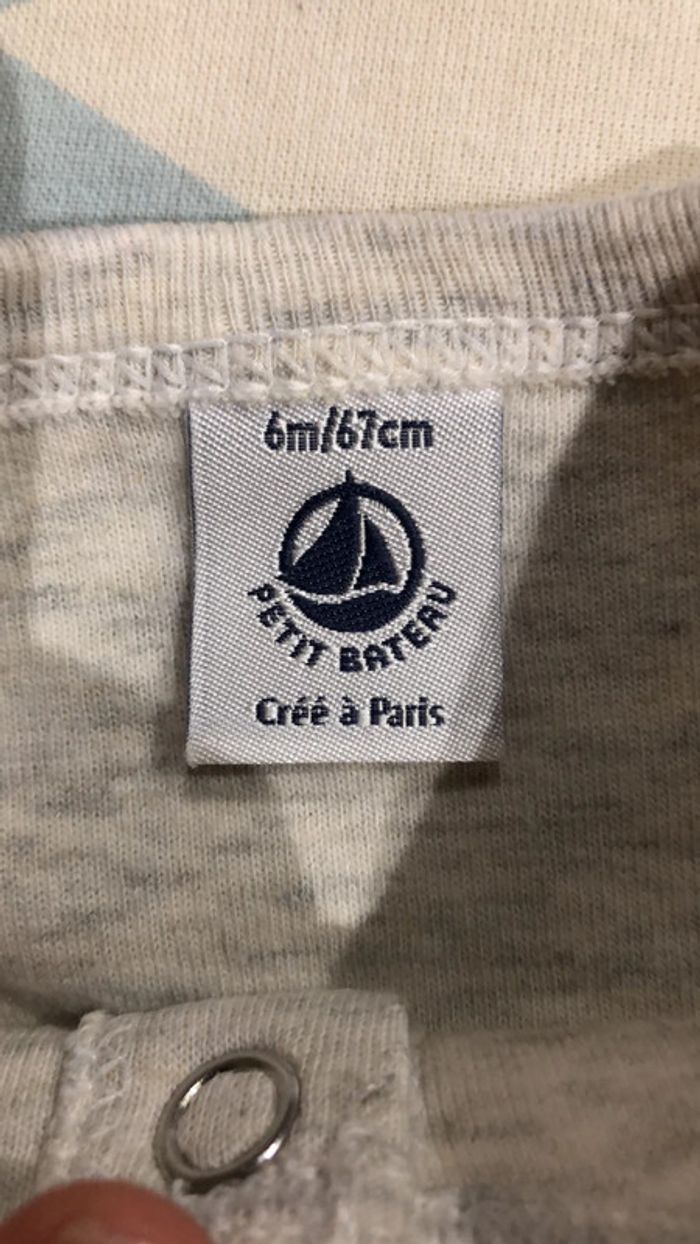 6m/67cm
PETIT BATEAU
Créé à Paris